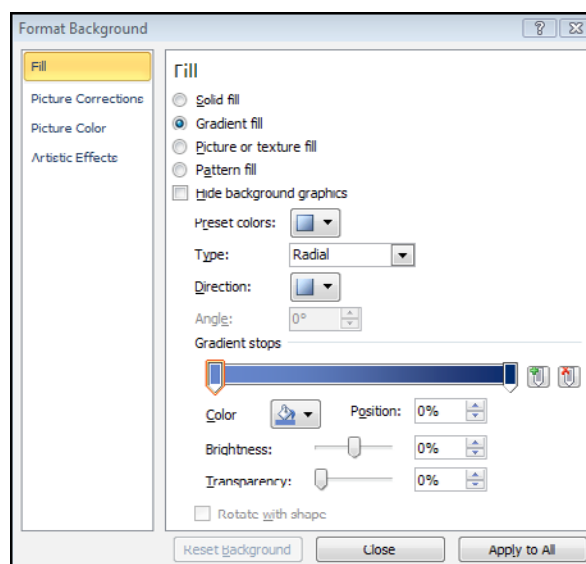 Format Background
Fill
Picture Corrections
Picture Color
Artistic Effects
Fill
Solid fill
Gradient fill
Picture or texture fill
Pattern fill
Hide background graphics
Preset colors:
Type: Radial
Direction:
Angle: 0°
Gradient stops
Color Position: 0%
Brightness: 0%
Transparency: 0%
Rotate with shape
Reset Background Close Apply to All